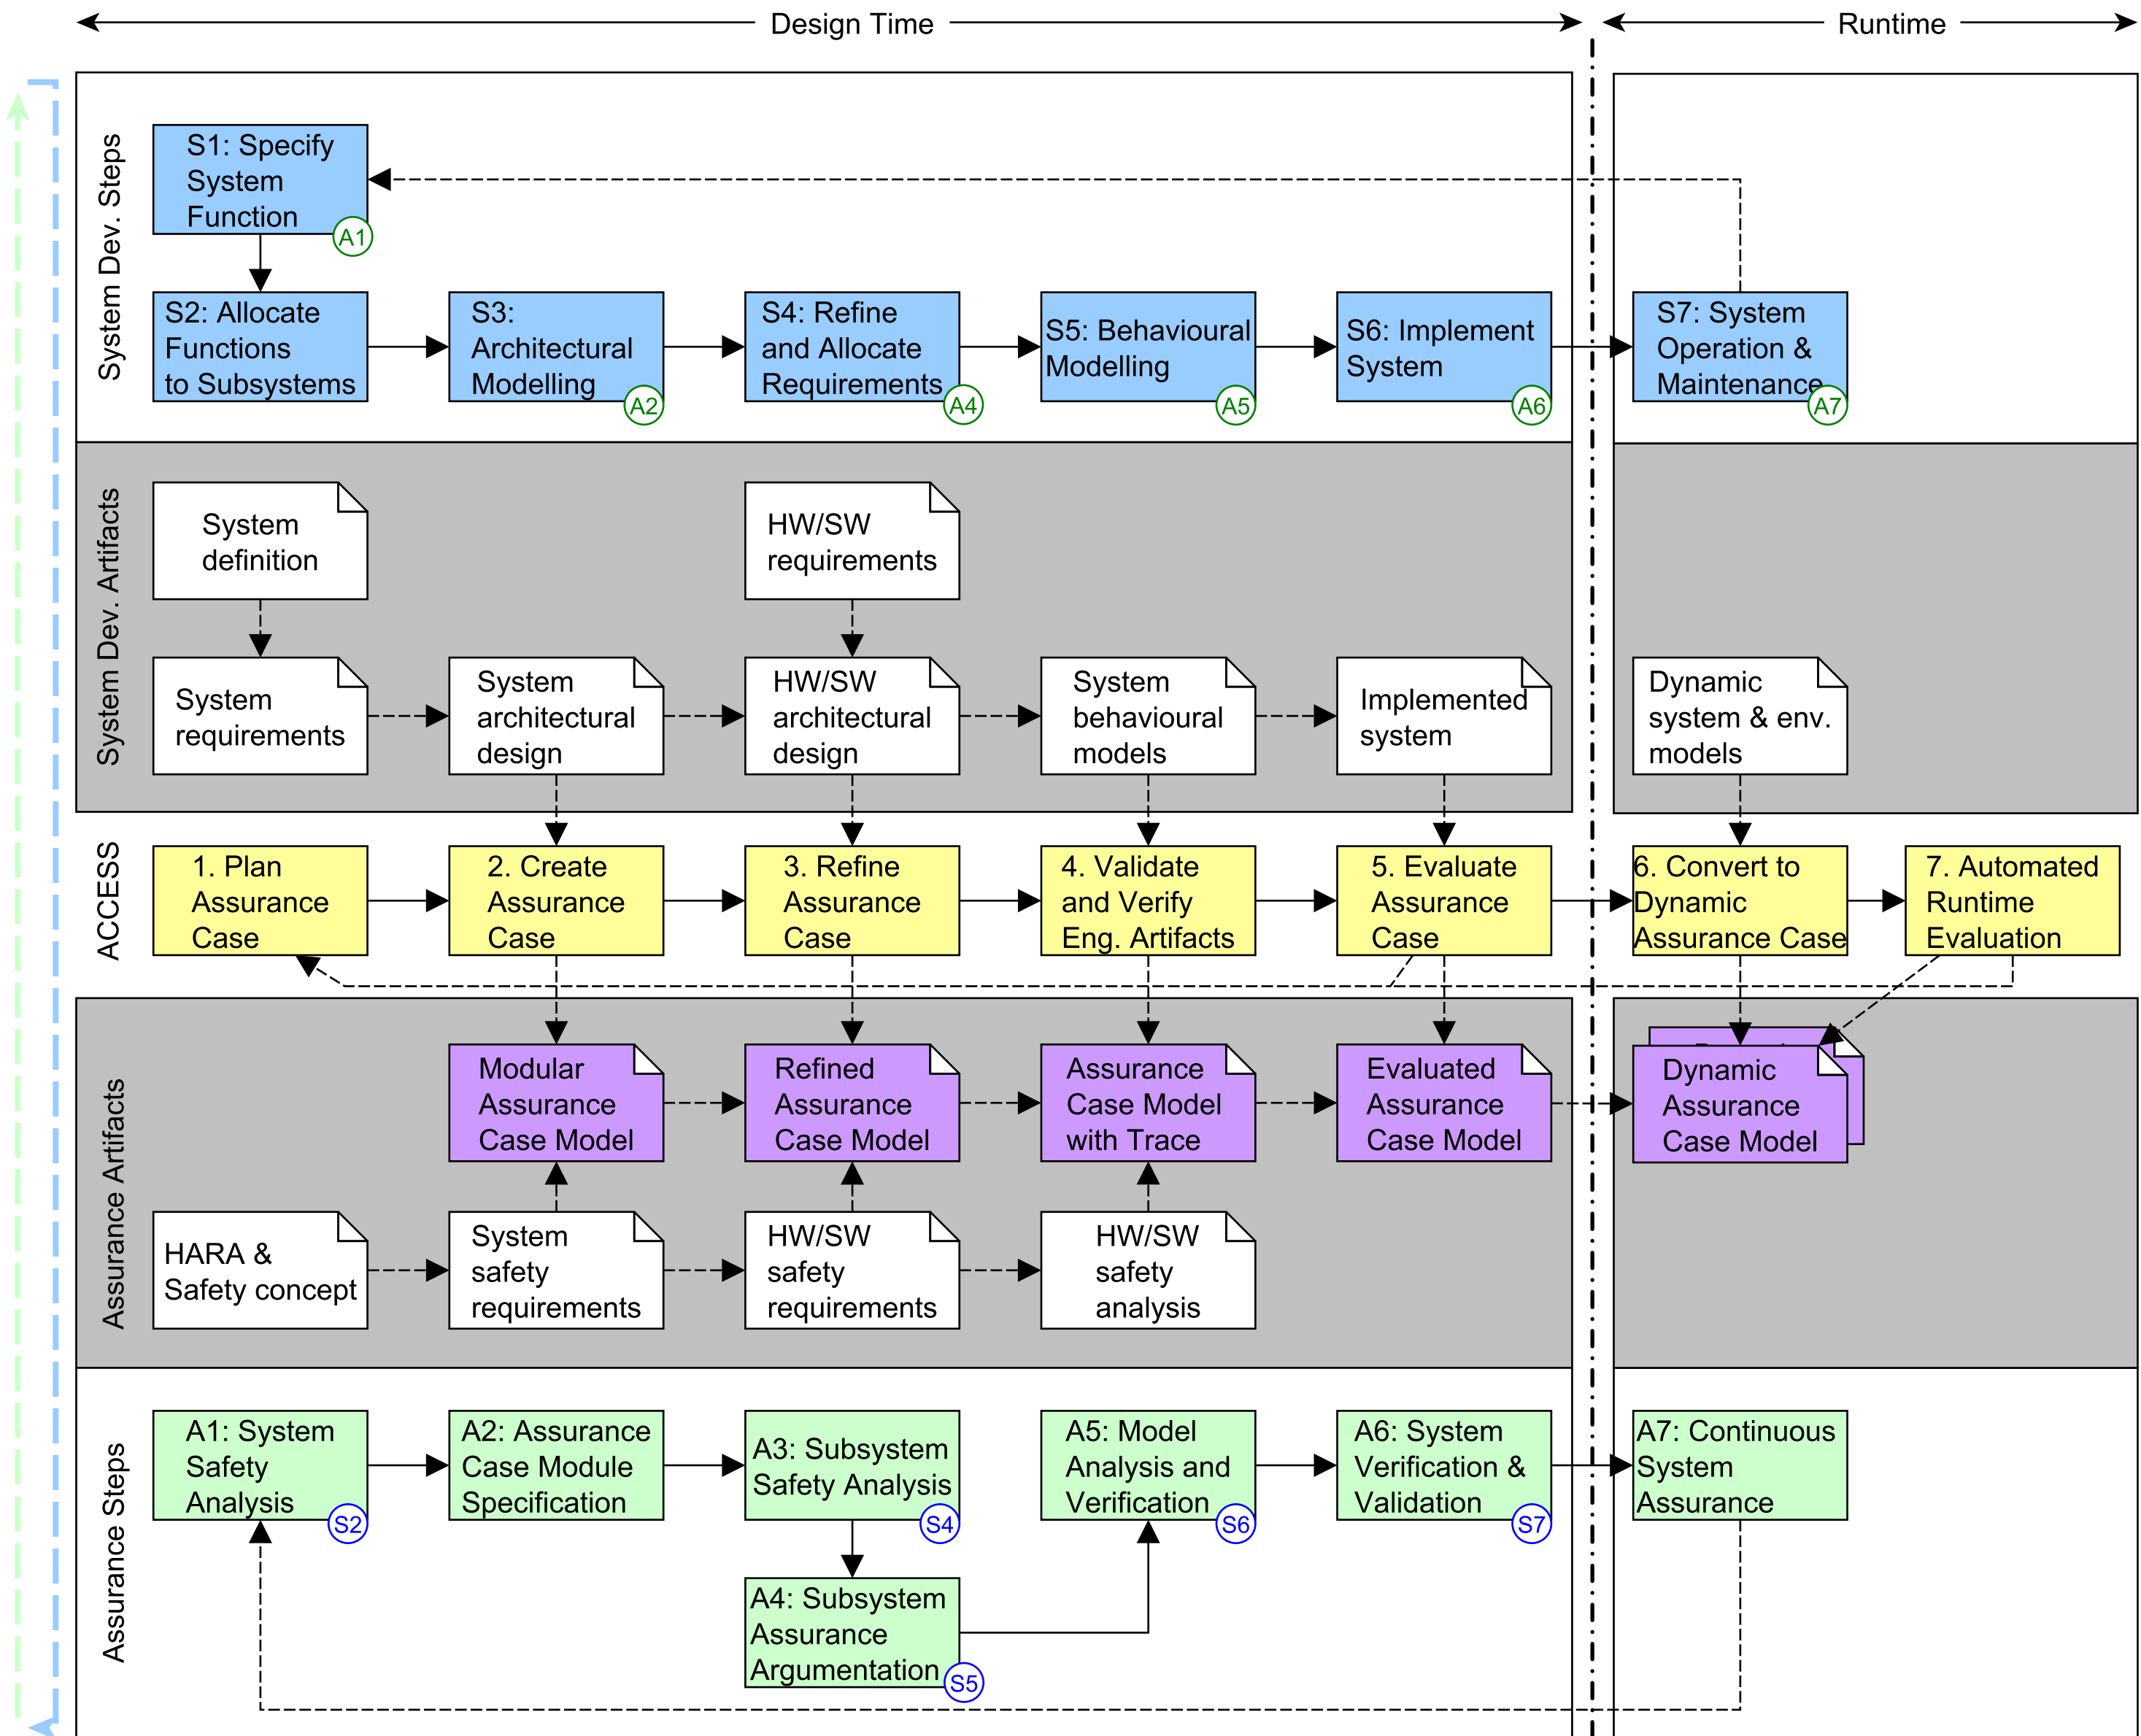 Design Time
Runtime
System Dev. Steps
S1: Specify
System
Function
A1
S2: Allocate
Functions
to Subsystems
S3:
Architectural
Modelling
A2
S4: Refine
and Allocate
Requirements
A4
S5: Behavioural
Modelling
A5
S6: Implement
System
A6
S7: System
Operation &
Maintenance
A7
System Dev. Artifacts
System
definition
HW/SW
requirements
System
requirements
System
architectural
design
HW/SW
architectural
design
System
behavioural
models
Implemented
system
Dynamic
system & env.
models
ACCESS
1. Plan
Assurance
Case
2. Create
Assurance
Case
3. Refine
Assurance
Case
4. Validate
and Verify
Eng. Artifacts
5. Evaluate
Assurance
Case
6. Convert to
Dynamic
Assurance Case
7. Automated
Runtime
Evaluation
Assurance Artifacts
Modular
Assurance
Case Model
Refined
Assurance
Case Model
Assurance
Case Model
with Trace
Evaluated
Assurance
Case Model
Dynamic
Assurance
Case Model
HARA &
Safety concept
System
safety
requirements
HW/SW
safety
requirements
HW/SW
safety
analysis
Assurance Steps
A1: System
Safety
Analysis
S2
A2: Assurance
Case Module
Specification
A3: Subsystem
Safety Analysis
S4
A5: Model
Analysis and
Verification
S6
A6: System
Verification &
Validation
S7
A7: Continuous
System
Assurance
A4: Subsystem
Assurance
Argumentation
S5